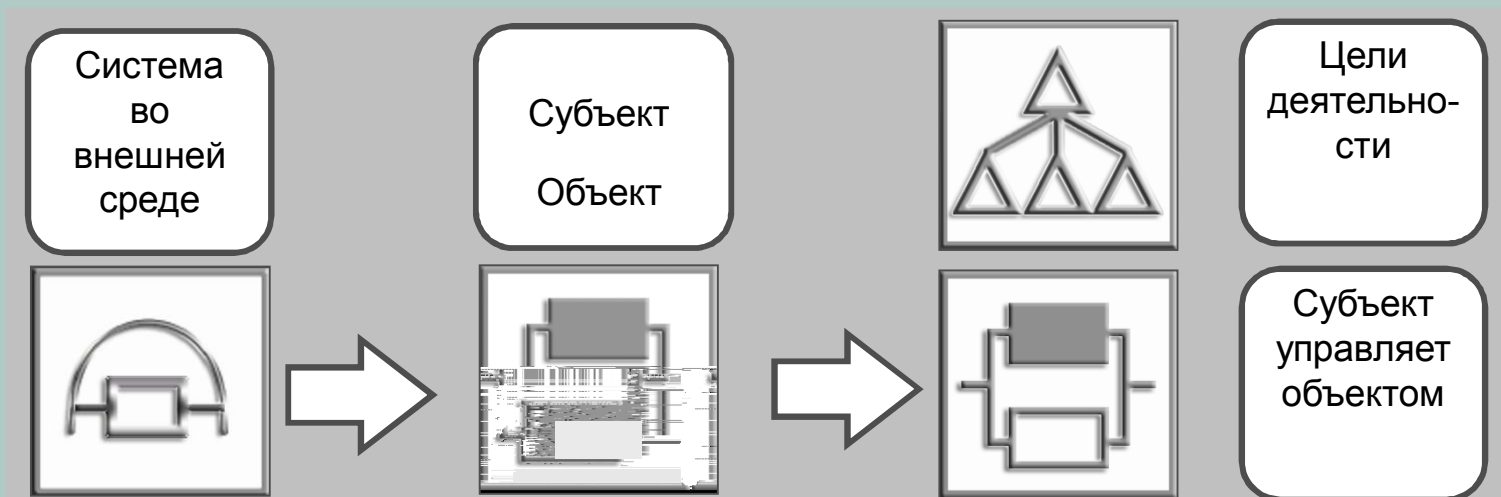 Система
во
внешней
среде
Субъект
Объект
Цели
деятельно-
сти
Субъект
управляет
объектом